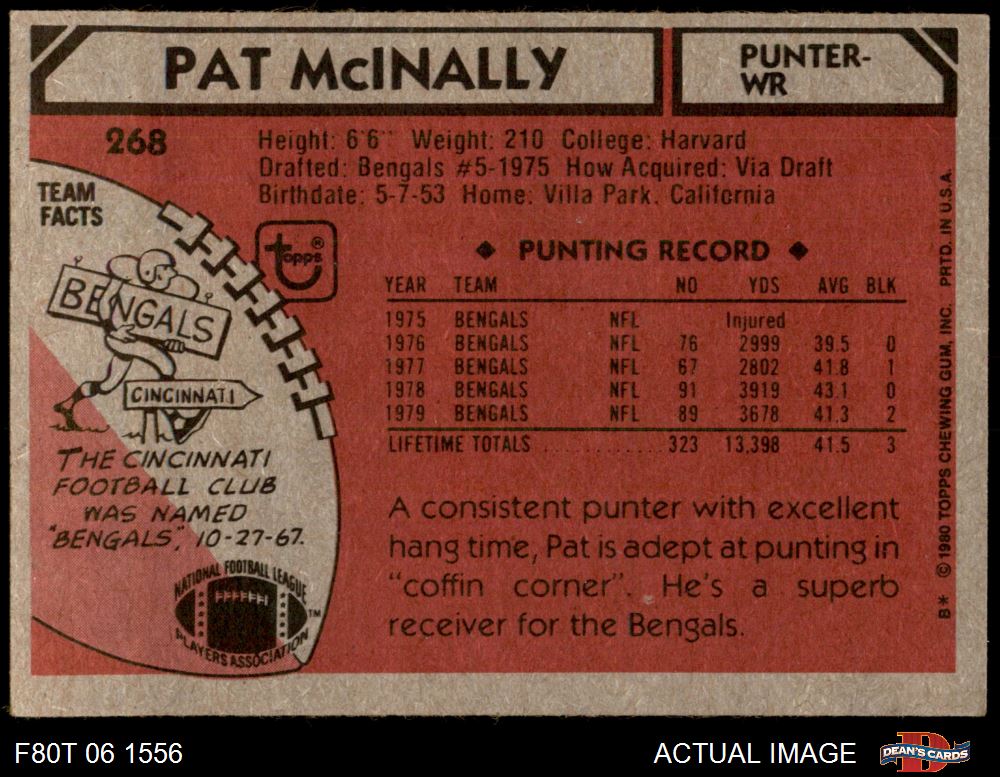 PAT McINALLY
PUNTER-
WR
268
Height: 6'6" Weight: 210 College: Harvard
Drafted: Bengals #5-1975 How Acquired: Via Draft
Birthdate: 5-7-53 Home: Villa Park, California
TEAM
FACTS
topps®
BENGALS
CINCINNATI
THE CINCINNATI
FOOTBALL CLUB
WAS NAMED
"BENGALS", 10-27-67.
NATIONAL FOOTBALL LEAGUE
PLAYERS ASSOCIATION
TM
◆ PUNTING RECORD ◆
YEAR TEAM NO YDS AVG BLK
1975 BENGALS NFL Injured
1976 BENGALS NFL 76 2999 39.5 0
1977 BENGALS NFL 67 2802 41.8 1
1978 BENGALS NFL 91 3919 43.1 0
1979 BENGALS NFL 89 3678 41.3 2
LIFETIME TOTALS ............ 323 13,398 41.5 3
A consistent punter with excellent
hang time, Pat is adept at punting in
"coffin corner". He's a superb
receiver for the Bengals.
B* © 1980 TOPPS CHEWING GUM, INC. PRTD. IN U.S.A.
F80T 06 1556
ACTUAL IMAGE
DEAN'S CARDS